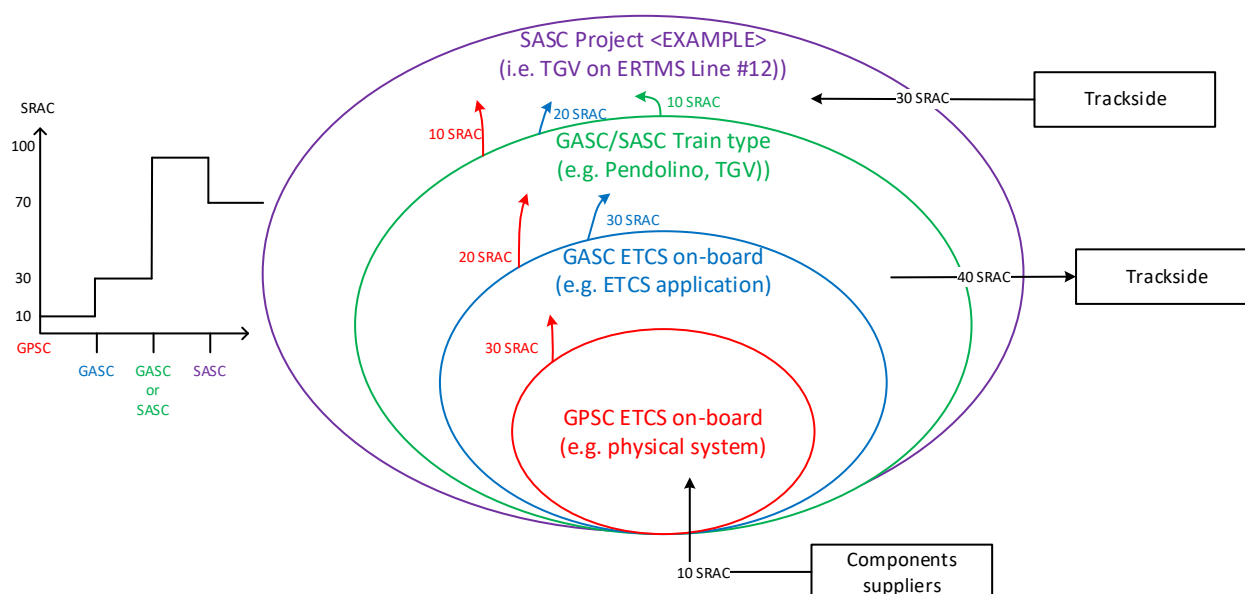 SASC Project <EXAMPLE>
(i.e. TGV on ERTMS Line #12))
SRAC
100
70
30
10
GPSC
GASC
GASC
or
SASC
SASC
10 SRAC
20 SRAC
10 SRAC
30 SRAC
Trackside
GASC/SASC Train type
(e.g. Pendolino, TGV))
20 SRAC
30 SRAC
GASC ETCS on-board
(e.g. ETCS application)
40 SRAC
Trackside
30 SRAC
GPSC ETCS on-board
(e.g. physical system)
10 SRAC
Components
suppliers